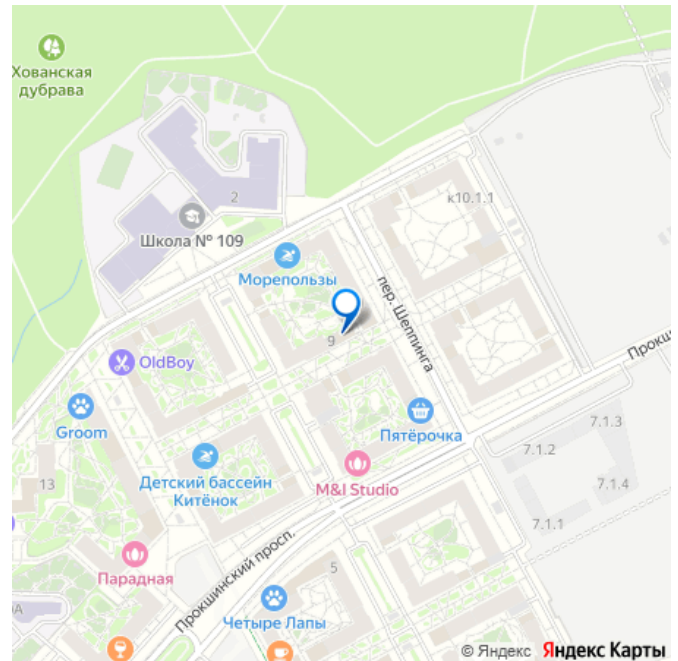 Хованская
дубрава
к10.1.1
2
Школа № 109
Морепользы
пер. Шеппинга
9
OldBoy
Groom
Пятёрочка
7.1.3
7.1.2
7.1.4
7.1.1
Детский бассейн
Китёнок
M&I Studio
13
Парадная
Прокшинский просп.
5
Четыре Лапы
© Яндекс Яндекс Карты